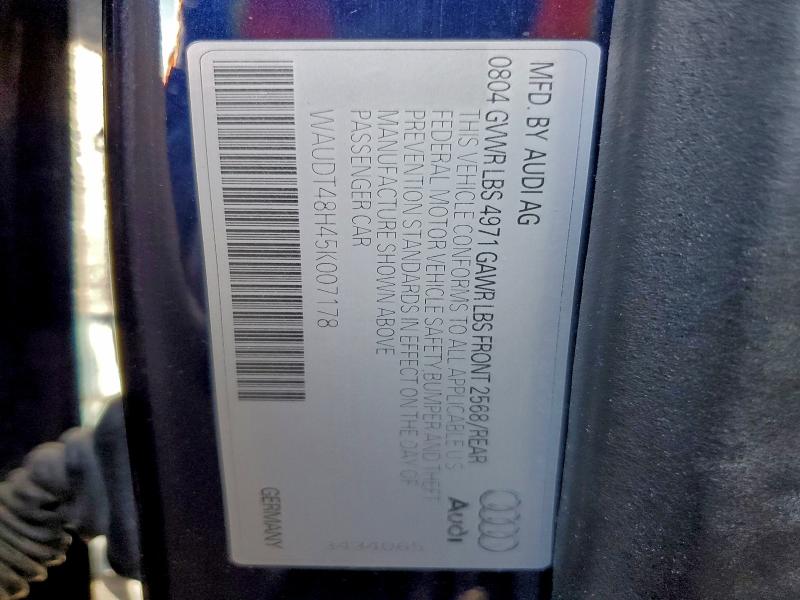 MFD. BY AUDI AG
0804 GVWR LBS 4971 GAWR LBS FRONT 2568/REAR
THIS VEHICLE CONFORMS TO ALL APPLICABLE U S
FEDERAL MOTOR VEHICLE SAFETY BUMPER AND THEFT
PREVENTION STANDARDS IN EFFECT ON THE DAY OF
MANUFACTURE SHOWN ABOVE
PASSENGER CAR
WAUDT48H45K007178
Audi
GERMANY